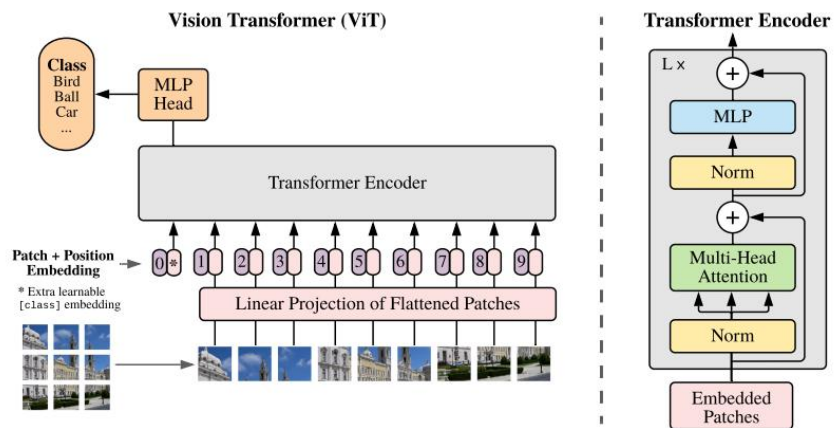 Vision Transformer (ViT)
Class
Bird
Ball
Car
...
MLP
Head
Transformer Encoder
Patch + Position
Embedding
0 * 1 2 3 4 5 6 7 8 9
* Extra learnable
[class] embedding
Linear Projection of Flattened Patches
Transformer Encoder
L x
+
MLP
Norm
+
Multi-Head
Attention
Norm
Embedded
Patches